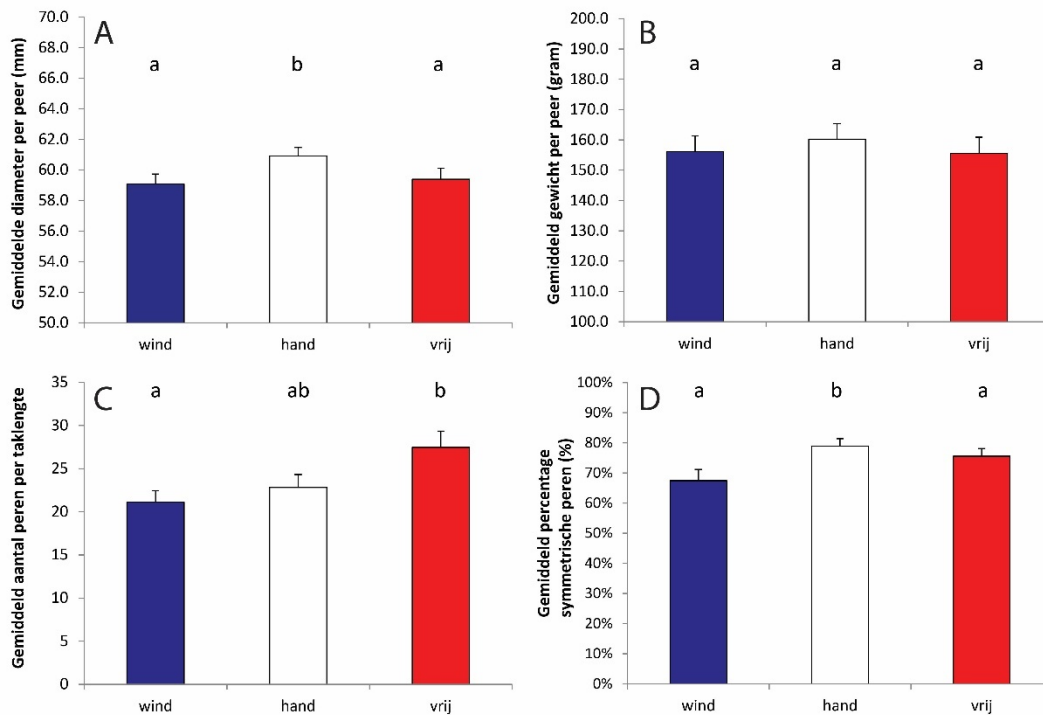 A
Gemiddelde diameter per peer (mm)
70.0
68.0
66.0
64.0
62.0
60.0
58.0
56.0
54.0
52.0
50.0
a b a
wind hand vrij
B
Gemiddeld gewicht per peer (gram)
200.0
190.0
180.0
170.0
160.0
150.0
140.0
130.0
120.0
110.0
100.0
a a a
wind hand vrij
C
Gemiddeld aantal peren per taklengte
35
30
25
20
15
10
5
0
a ab b
wind hand vrij
D
Gemiddeld percentage
symmetrische peren (%)
100%
90%
80%
70%
60%
50%
40%
30%
20%
10%
0%
a b a
wind hand vrij